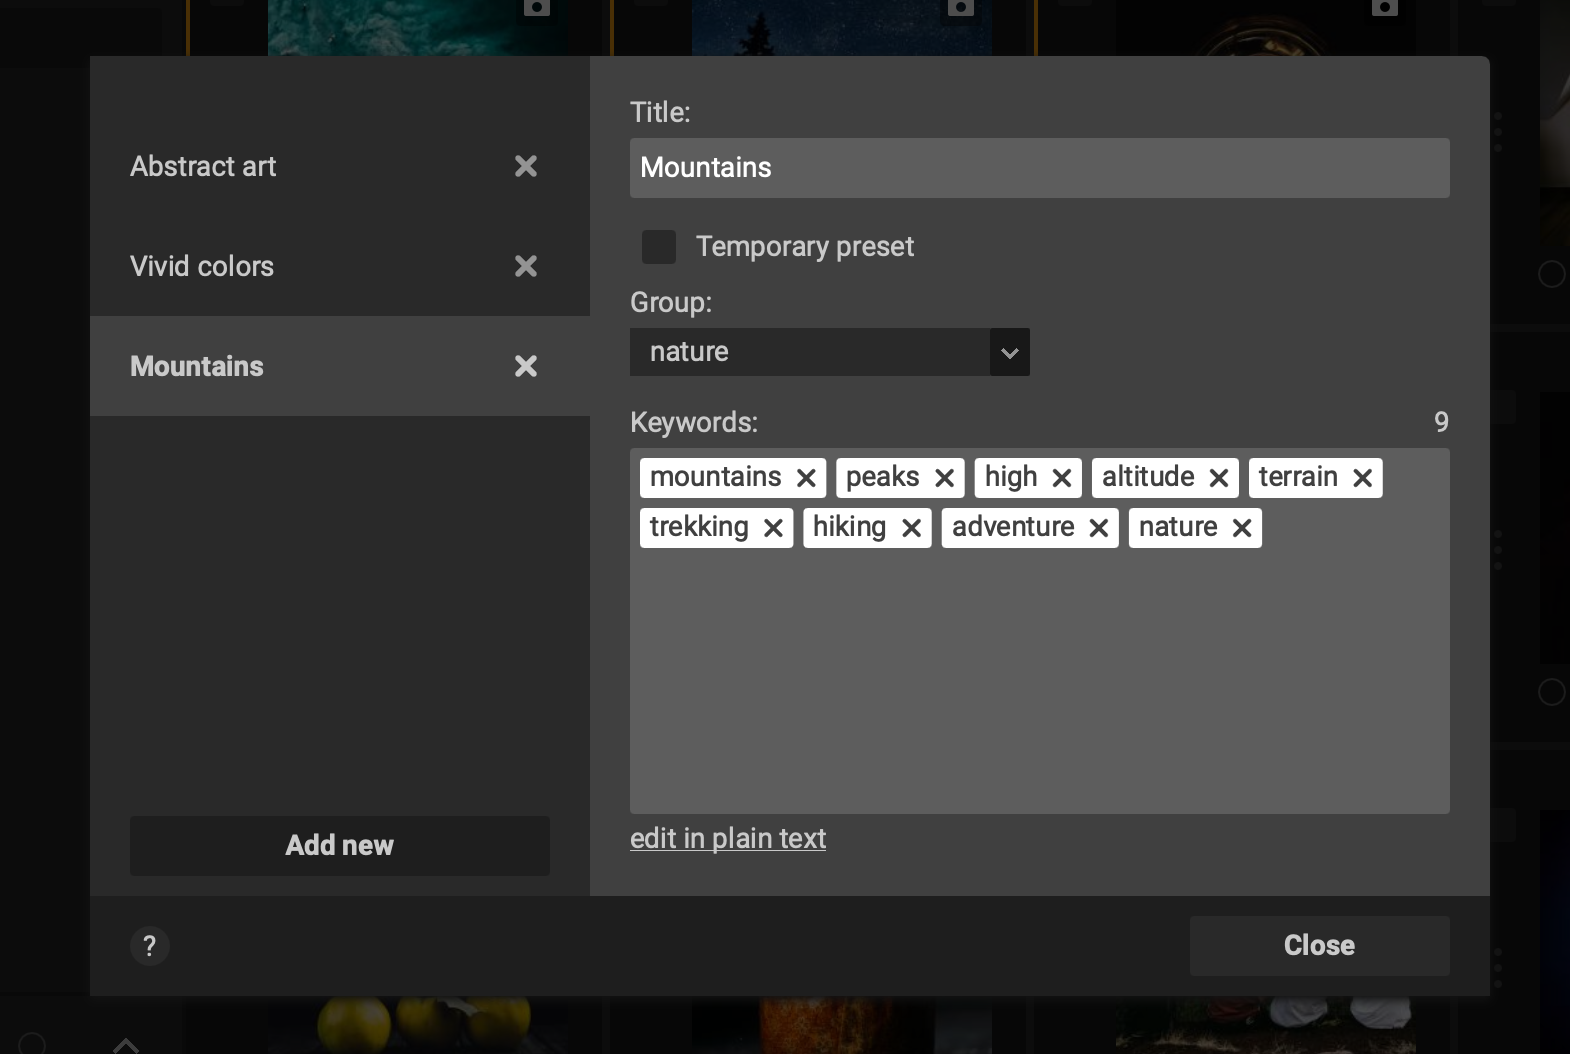 Abstract art
Vivid colors
Mountains
Add new
?
Title:
Mountains
Temporary preset
Group:
nature
Keywords: 9
mountains peaks high altitude terrain
trekking hiking adventure nature
edit in plain text
Close